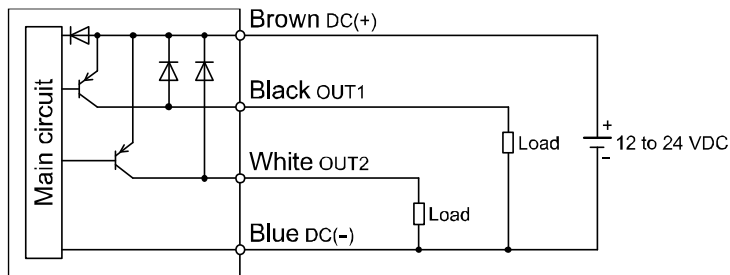 Main circuit
Brown DC(+)
Black OUT1
White OUT2
Blue DC(−)
Load
Load
+
12 to 24 VDC
−